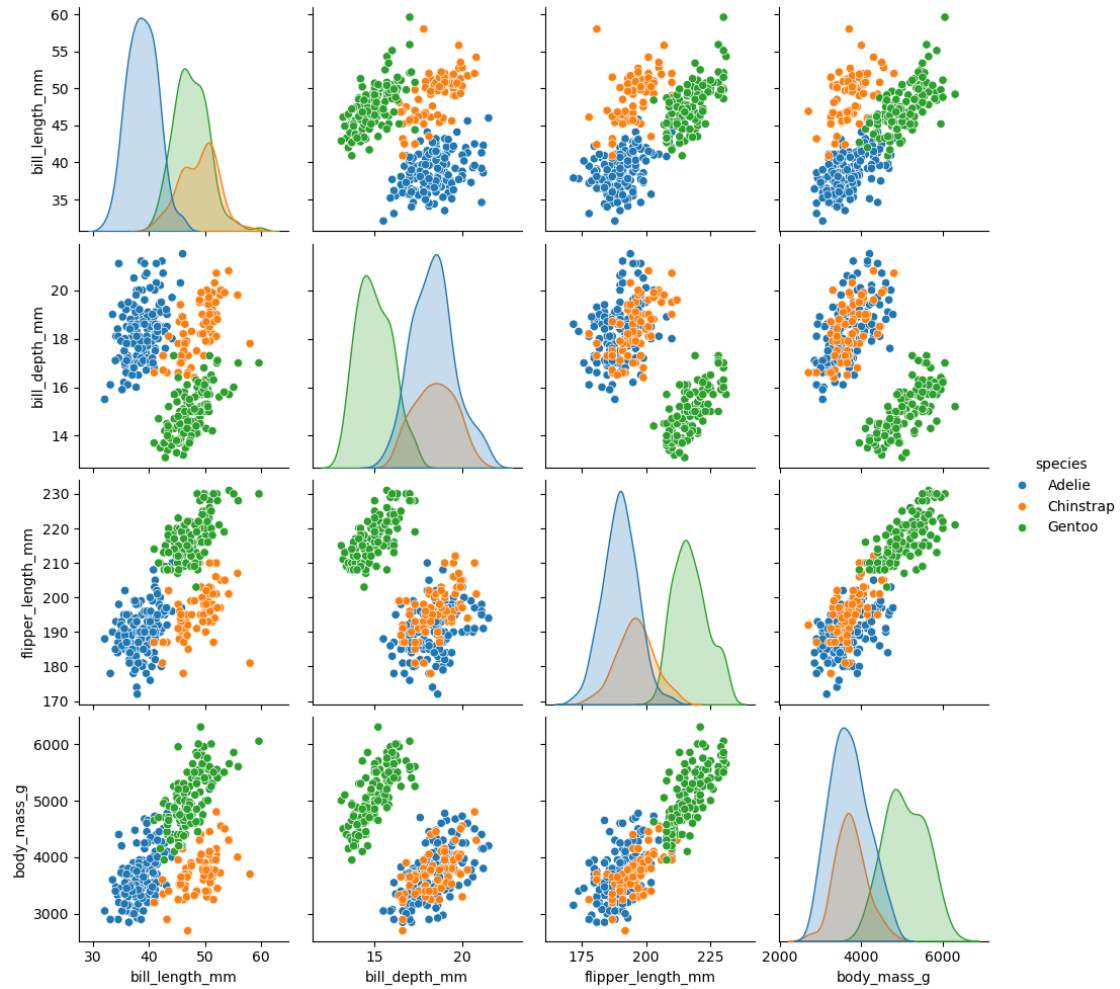 60
55
50
45
40
35
bill_length_mm
20
18
16
14
bill_depth_mm
230
220
210
200
190
180
170
flipper_length_mm
6000
5000
4000
3000
body_mass_g
30 40 50 60
bill_length_mm
15 20
bill_depth_mm
175 200 225
flipper_length_mm
2000 4000 6000
body_mass_g
species
Adelie
Chinstrap
Gentoo